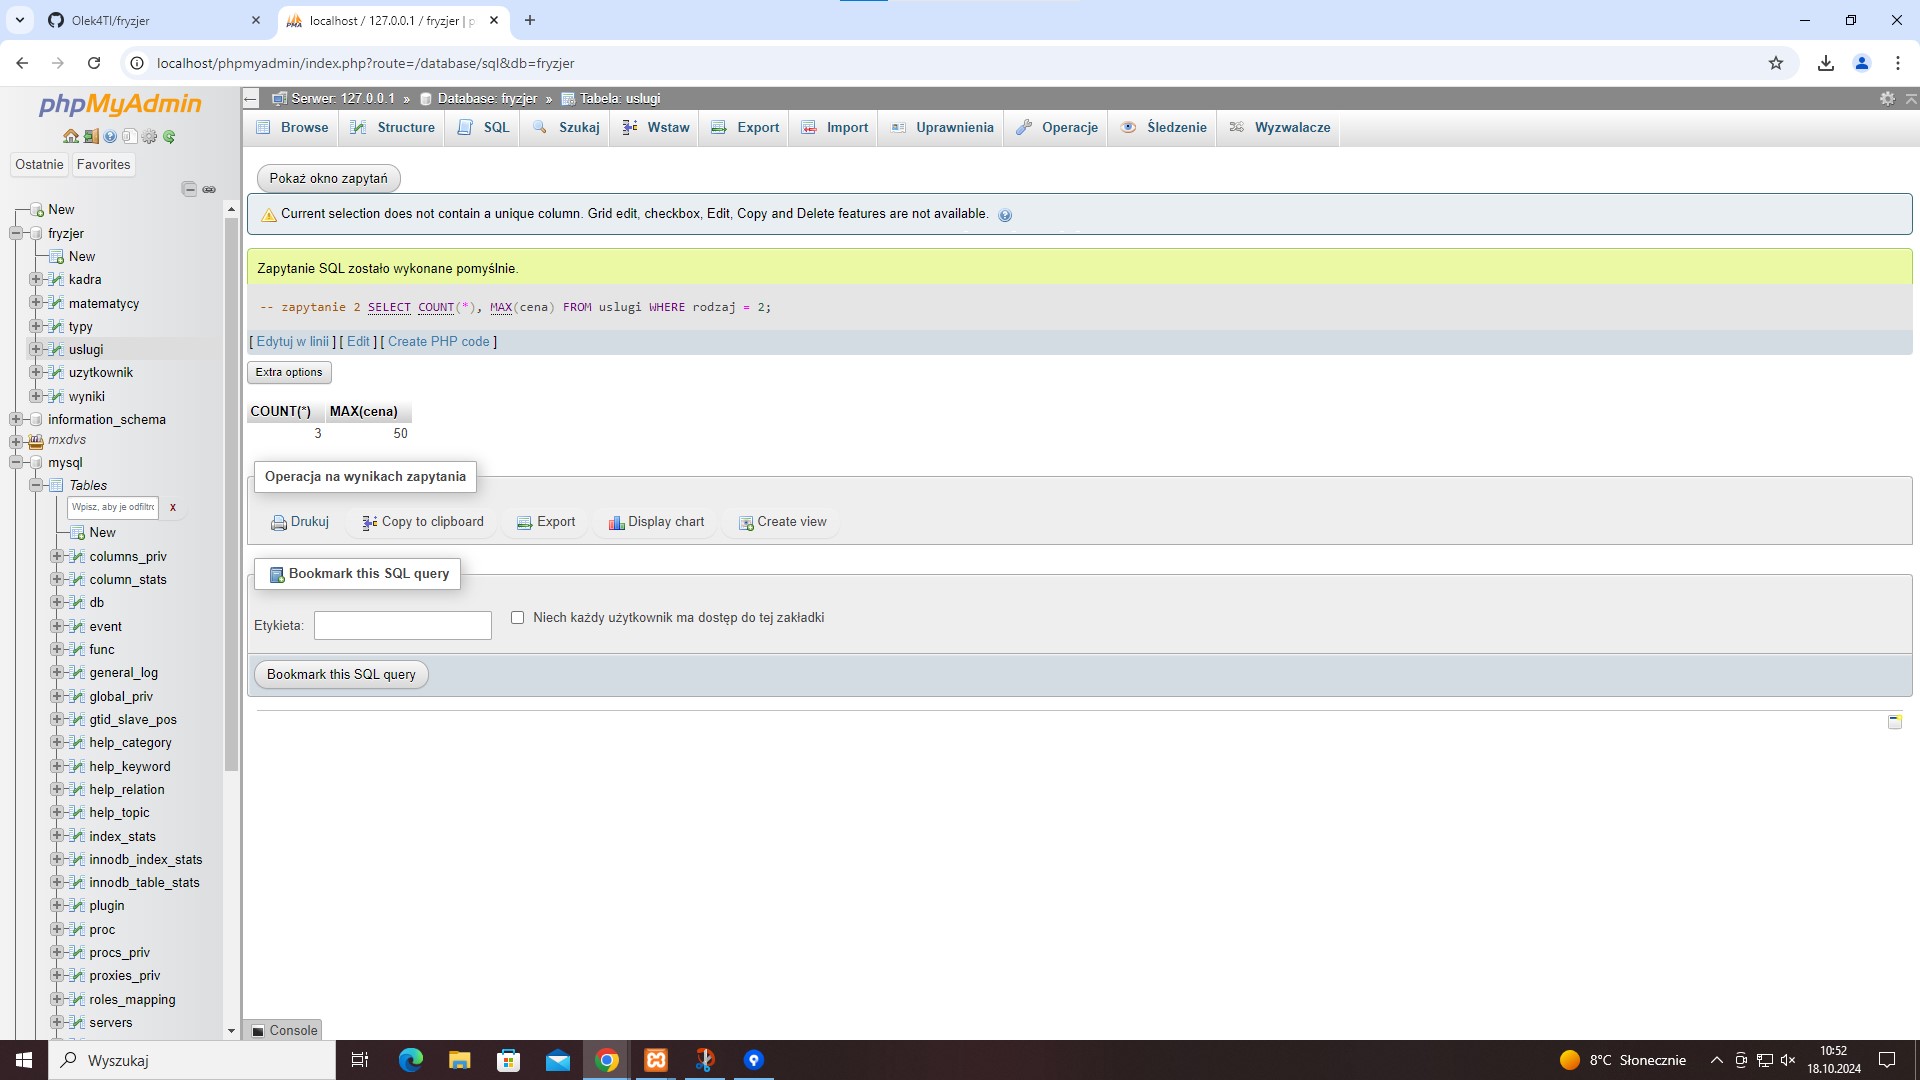 Olek4TI/fryzjer
localhost / 127.0.0.1 / fryzjer | p
localhost/phpmyadmin/index.php?route=/database/sql&db=fryzjer
phpMyAdmin
Ostatnie
Favorites
New
fryzjer
New
kadra
matematycy
typy
uslugi
uzytkownik
wyniki
information_schema
mxdvs
mysql
Tables
Wpisz, aby je odfiltro
x
New
columns_priv
column_stats
db
event
func
general_log
global_priv
gtid_slave_pos
help_category
help_keyword
help_relation
help_topic
index_stats
innodb_index_stats
innodb_table_stats
plugin
proc
procs_priv
proxies_priv
roles_mapping
servers
Serwer: 127.0.0.1 » Database: fryzjer » Tabela: uslugi
Browse Structure SQL Szukaj Wstaw Export Import Uprawnienia Operacje Śledzenie Wyzwalacze
Pokaż okno zapytań
Current selection does not contain a unique column. Grid edit, checkbox, Edit, Copy and Delete features are not available.
Zapytanie SQL zostało wykonane pomyślnie.
-- zapytanie 2 SELECT COUNT(*), MAX(cena) FROM uslugi WHERE rodzaj = 2;
[ Edytuj w linii ] [ Edit ] [ Create PHP code ]
Extra options
COUNT(*) MAX(cena)
3 50
Operacja na wynikach zapytania
Drukuj Copy to clipboard Export Display chart Create view
Bookmark this SQL query
Etykieta: Niech każdy użytkownik ma dostęp do tej zakładki
Bookmark this SQL query
Console
Wyszukaj
8°C Słonecznie
10:52
18.10.2024